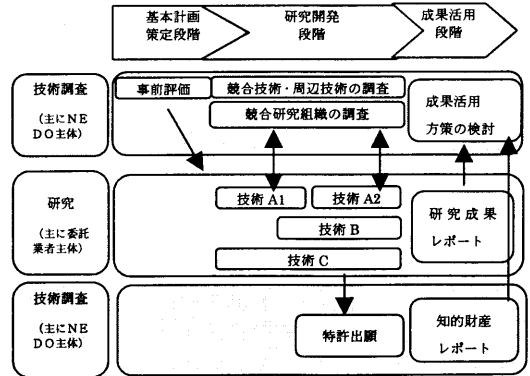 基本計画
策定段階
研究開発
段階
成果活用
段階
技術調査
(主にNE
DO主体)
事前評価
競合技術・周辺技術の調査
競合研究組織の調査
成果活用
方策の検討
研究
(主に委託
業者主体)
技術 A1
技術 A2
技術 B
技術 C
研究成果
レポート
技術調査
(主にNE
DO主体)
特許出願
知的財産
レポート